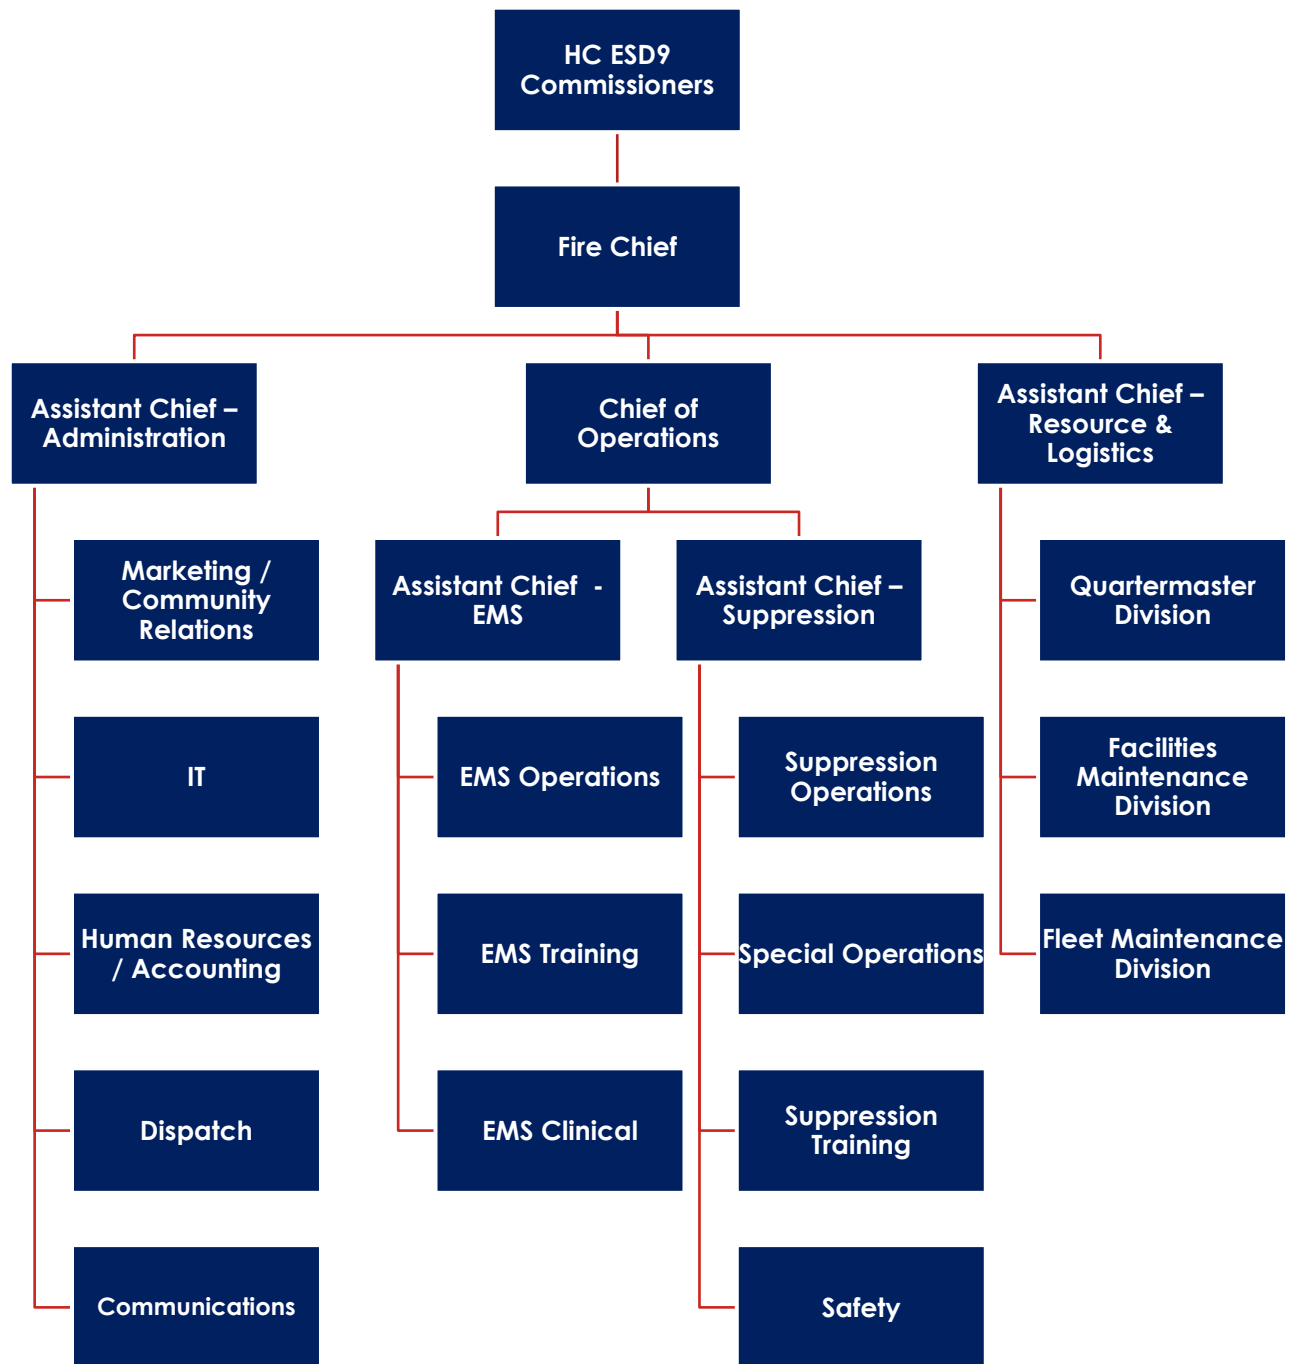 HC ESD9
Commissioners
Fire Chief
Assistant Chief –
Administration
Chief of
Operations
Assistant Chief –
Resource &
Logistics
Marketing /
Community
Relations
IT
Human Resources
/ Accounting
Dispatch
Communications
Assistant Chief  -
EMS
EMS Operations
EMS Training
EMS Clinical
Assistant Chief –
Suppression
Suppression
Operations
Special Operations
Suppression
Training
Safety
Quartermaster
Division
Facilities
Maintenance
Division
Fleet Maintenance
Division